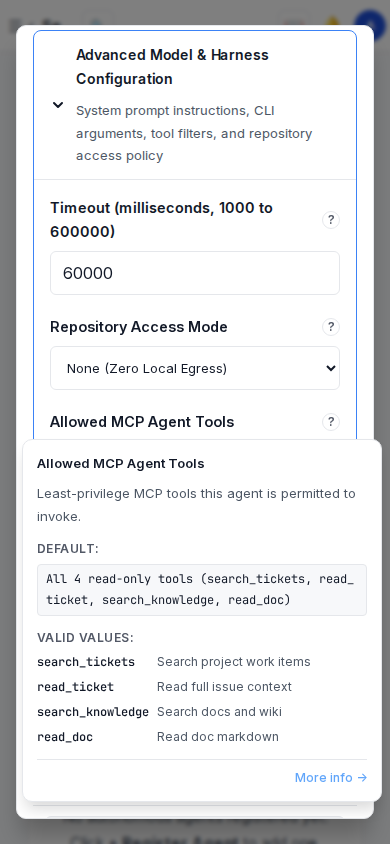 Advanced Model & Harness
Configuration
System prompt instructions, CLI
arguments, tool filters, and repository
access policy
Timeout (milliseconds, 1000 to
600000)
?
60000
Repository Access Mode
?
None (Zero Local Egress)
Allowed MCP Agent Tools
?
Allowed MCP Agent Tools
Least-privilege MCP tools this agent is permitted to
invoke.
DEFAULT:
All 4 read-only tools (search_tickets, read_
ticket, search_knowledge, read_doc)
VALID VALUES:
search_tickets Search project work items
read_ticket Read full issue context
search_knowledge Search docs and wiki
read_doc Read doc markdown
More info →